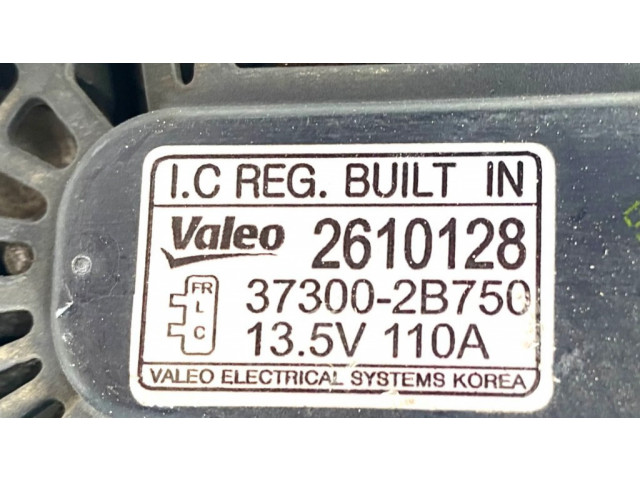 I.C REG. BUILT IN
Valeo 2610128
FR 37300-2B750
L
C 13.5V 110A
VALEO ELECTRICAL SYSTEMS KOREA